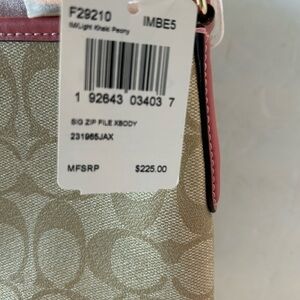 F29210 IMBE5
IM/Light Khaki Peony
1 92643 03403 7
SIG ZIP FILE XBODY
231965JAX
MFSRP $225.00